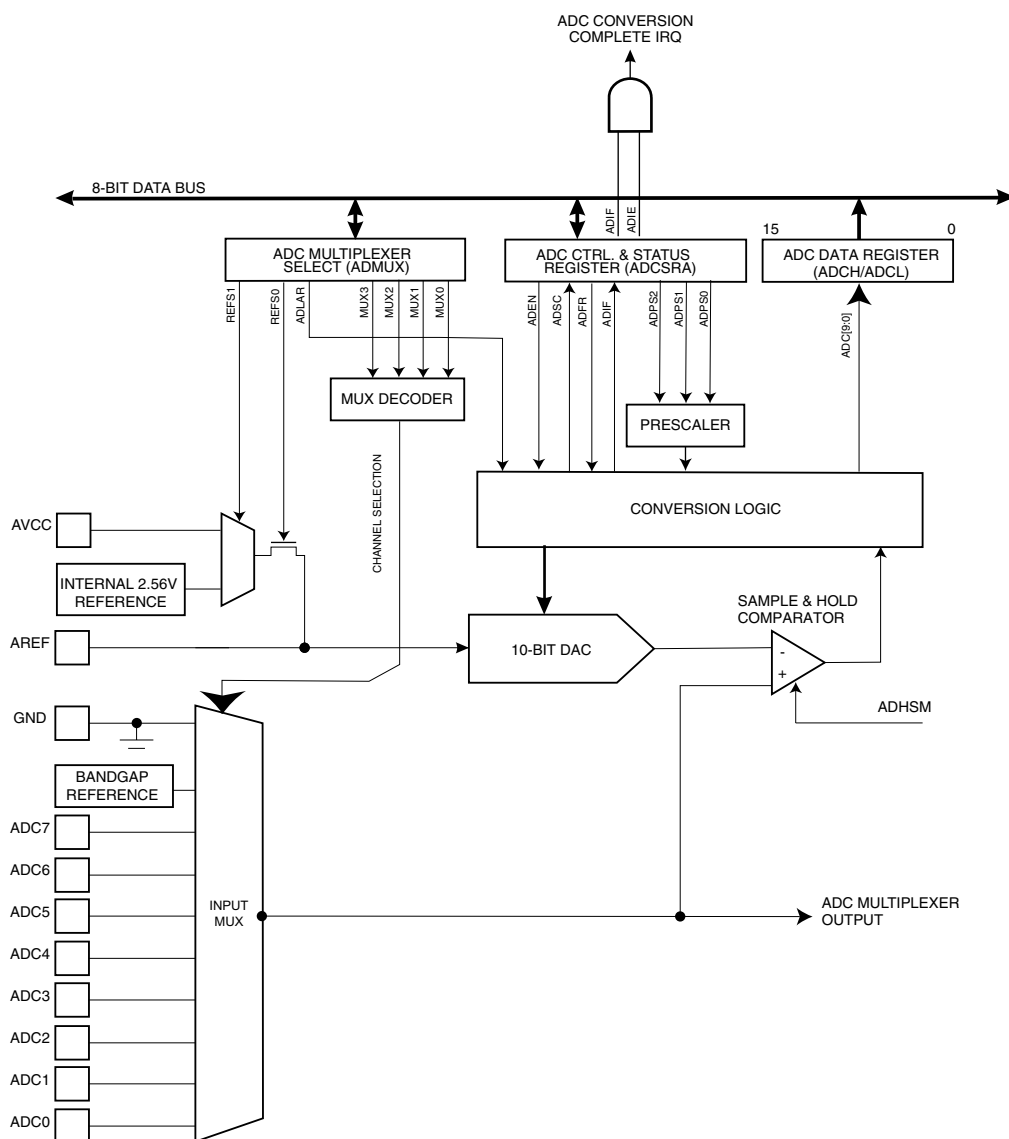 ADC CONVERSION
COMPLETE IRQ
8-BIT DATA BUS
ADIF
ADIE
15
0
ADC MULTIPLEXER
SELECT (ADMUX)
ADC CTRL. & STATUS
REGISTER (ADCSRA)
ADC DATA REGISTER
(ADCH/ADCL)
REFS1
REFS0
ADLAR
MUX3
MUX2
MUX1
MUX0
ADEN
ADSC
ADFR
ADIF
ADPS2
ADPS1
ADPS0
ADC[9:0]
MUX DECODER
PRESCALER
CHANNEL SELECTION
CONVERSION LOGIC
AVCC
INTERNAL 2.56V
REFERENCE
SAMPLE & HOLD
COMPARATOR
AREF
10-BIT DAC
-
+
GND
ADHSM
BANDGAP
REFERENCE
ADC7
ADC6
ADC5
INPUT
MUX
ADC MULTIPLEXER
OUTPUT
ADC4
ADC3
ADC2
ADC1
ADC0